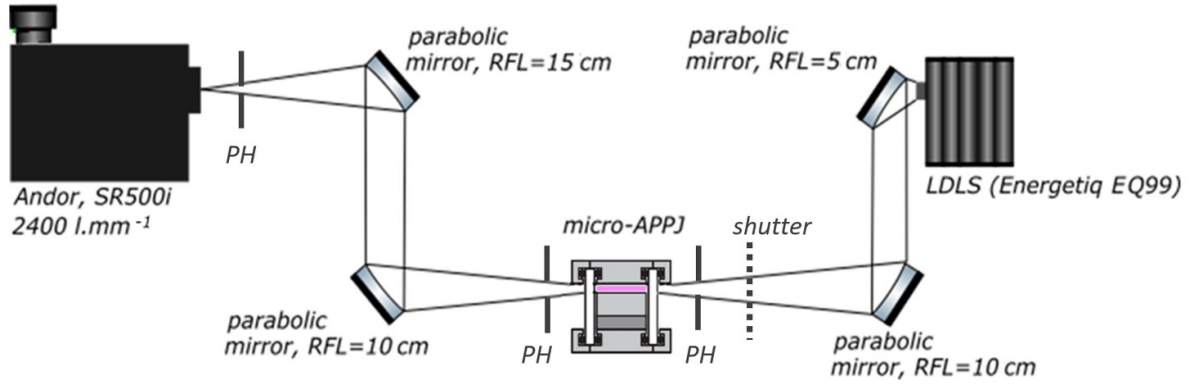 parabolic
mirror, RFL=15 cm
parabolic
mirror, RFL=5 cm
PH
Andor, SR500i
2400 l.mm -1
LDLS (Energetiq EQ99)
micro-APPJ
shutter
parabolic
mirror, RFL=10 cm
PH
PH
parabolic
mirror, RFL=10 cm